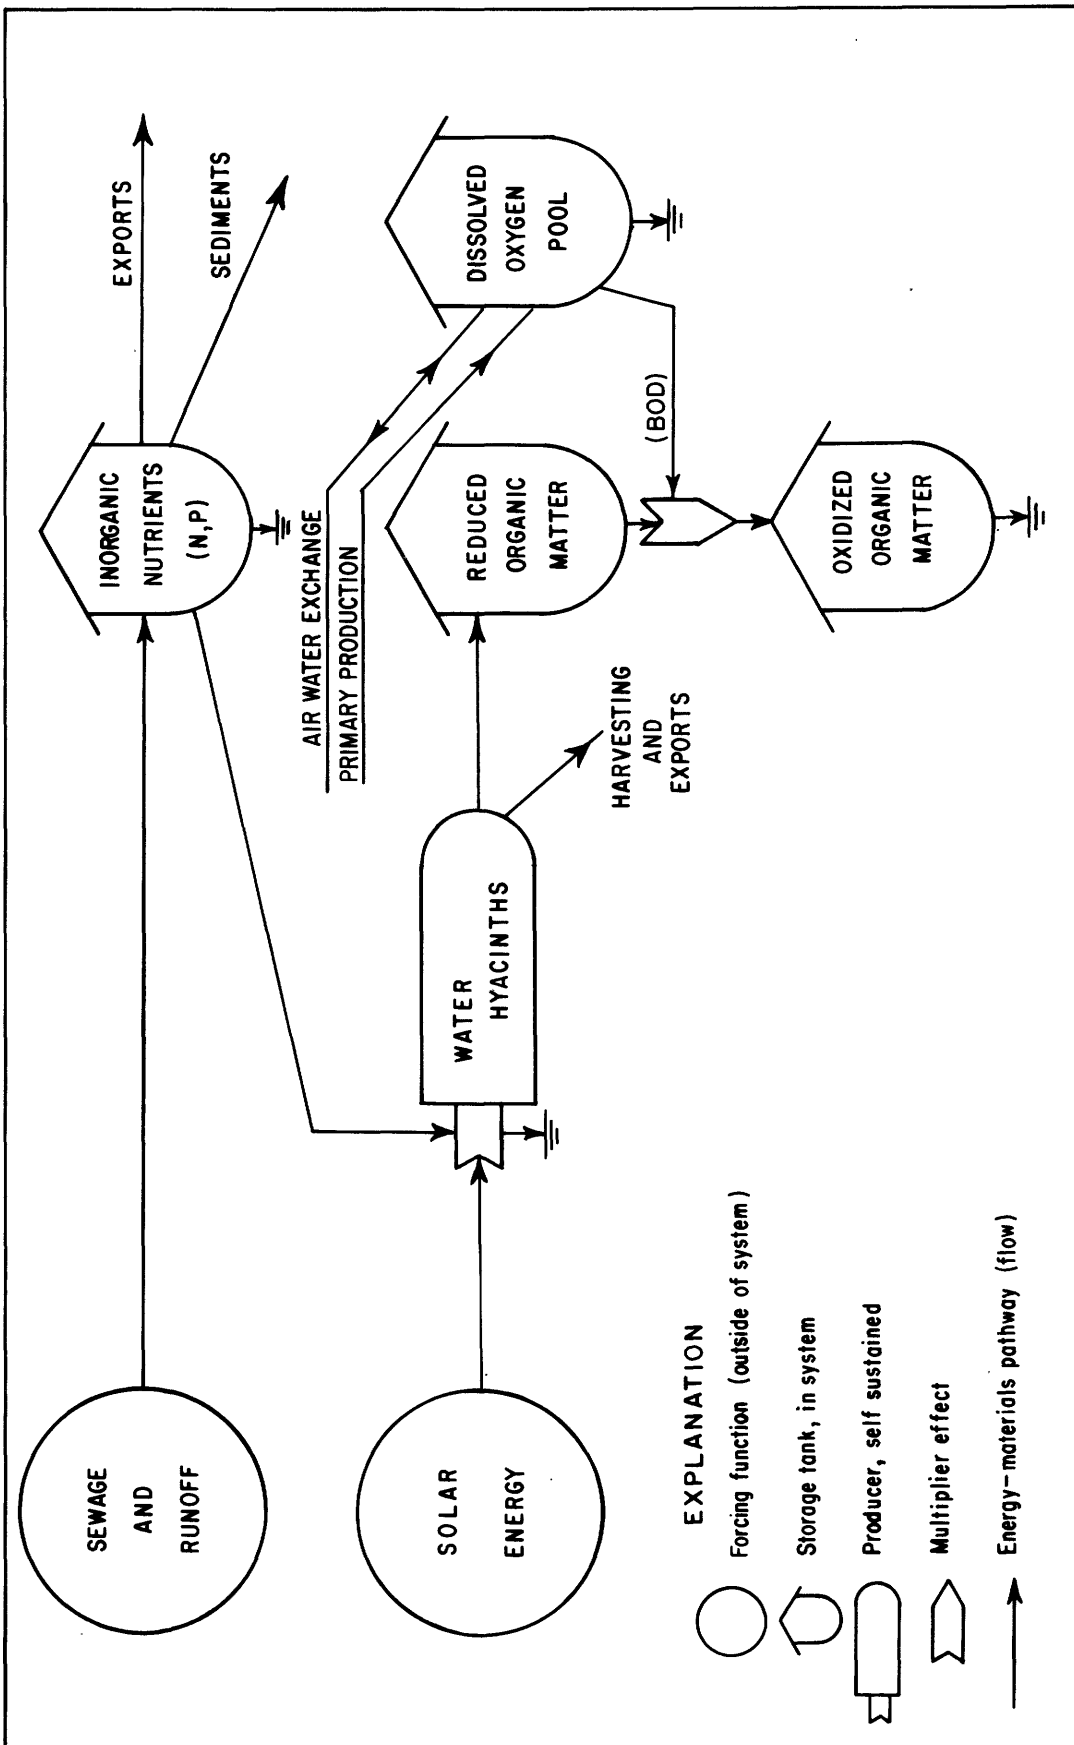 SEWAGE
AND
RUNOFF
INORGANIC
NUTRIENTS
(N,P)
EXPORTS
SEDIMENTS
AIR WATER EXCHANGE
PRIMARY PRODUCTION
SOLAR
ENERGY
WATER
HYACINTHS
HARVESTING
AND
EXPORTS
REDUCED
ORGANIC
MATTER
DISSOLVED
OXYGEN
POOL
(BOD)
OXIDIZED
ORGANIC
MATTER
EXPLANATION
Forcing function (outside of system)
Storage tank, in system
Producer, self sustained
Multiplier effect
Energy-materials pathway (flow)